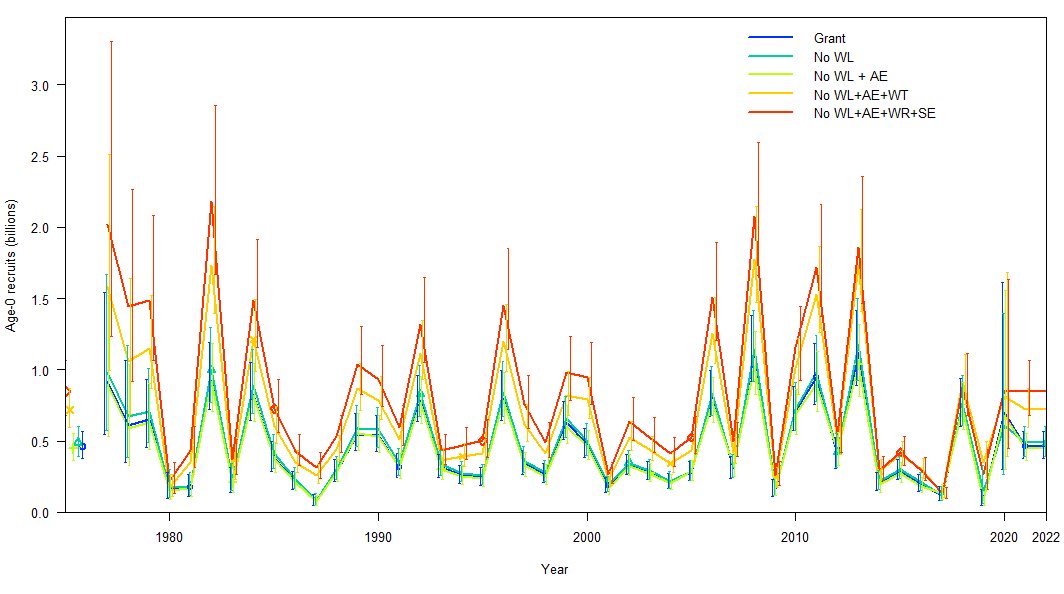 Grant
No WL
No WL + AE
No WL+AE+WT
No WL+AE+WR+SE
Age-0 recruits (billions)
3.0
2.5
2.0
1.5
1.0
0.5
0.0
1980 1990 2000 2010 2020 2022
Year